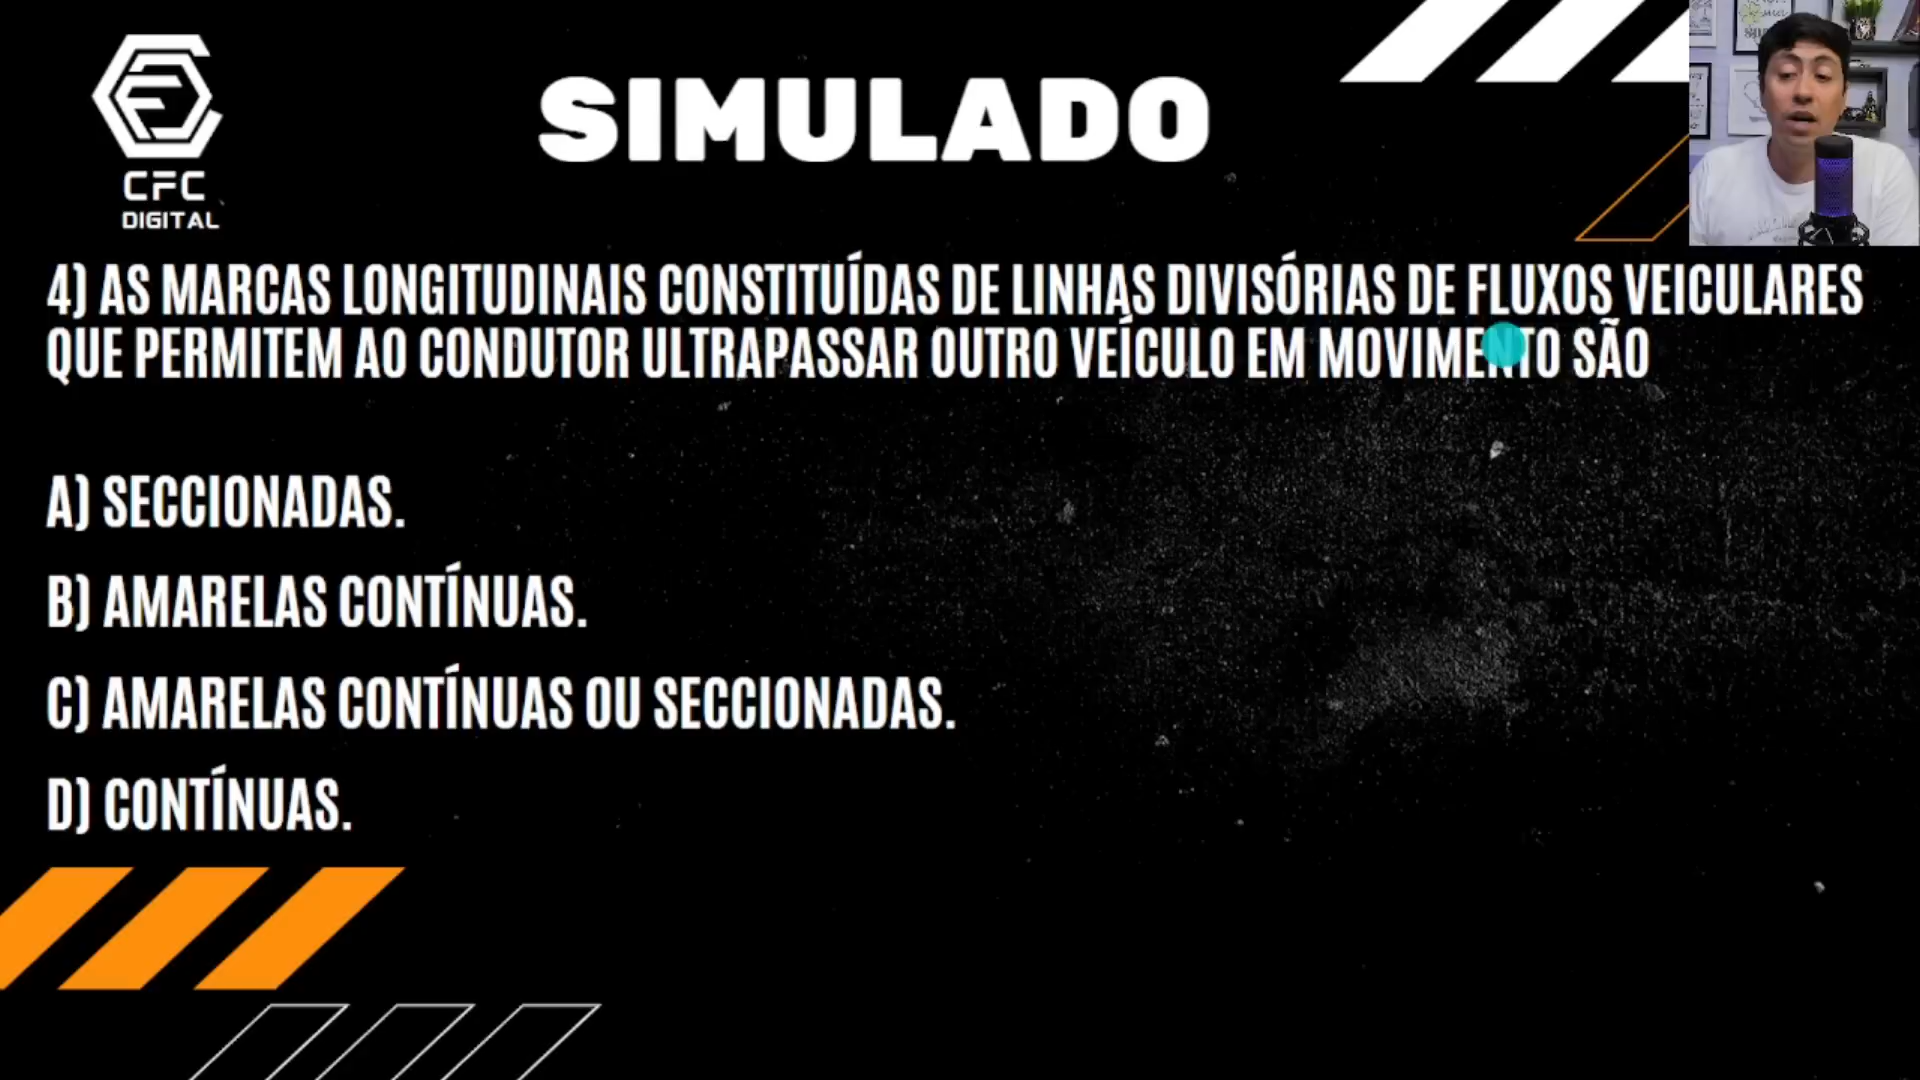 CFC
DIGITAL
SIMULADO
4) AS MARCAS LONGITUDINAIS CONSTITUÍDAS DE LINHAS DIVISÓRIAS DE FLUXOS VEICULARES
QUE PERMITEM AO CONDUTOR ULTRAPASSAR OUTRO VEÍCULO EM MOVIMENTO SÃO
A) SECCIONADAS.
B) AMARELAS CONTÍNUAS.
C) AMARELAS CONTÍNUAS OU SECCIONADAS.
D) CONTÍNUAS.